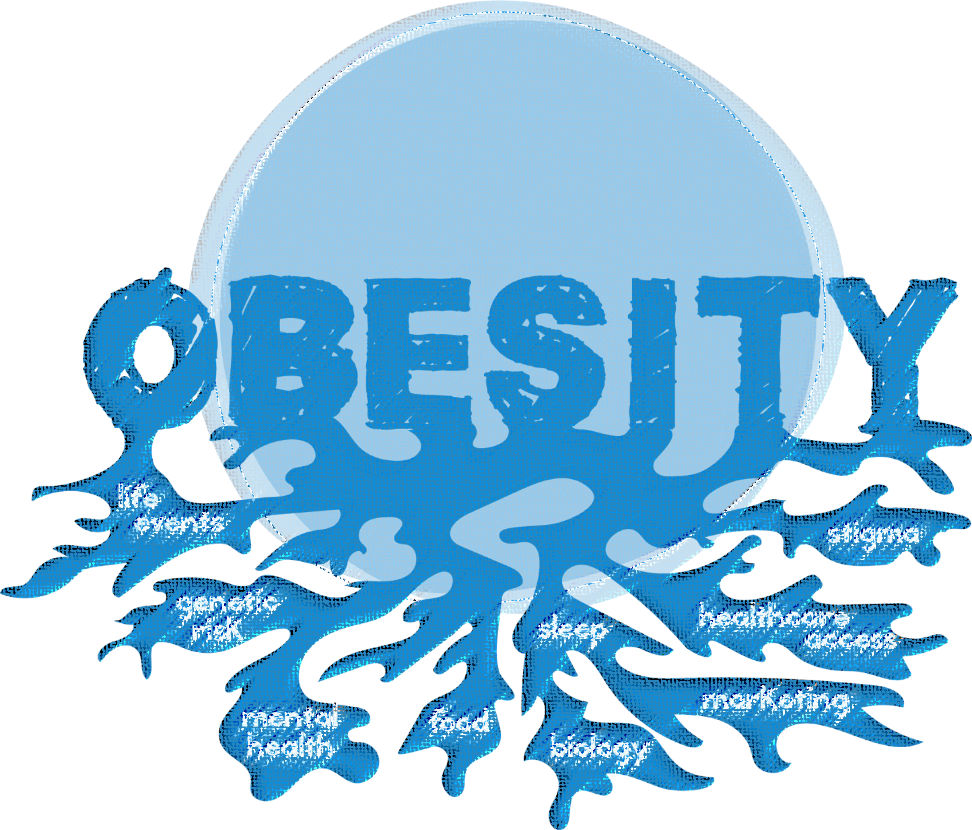 OBESITY
life
events
stigma
genetic
risk
sleep
healthcare
access
mental
health
food
biology
marketing